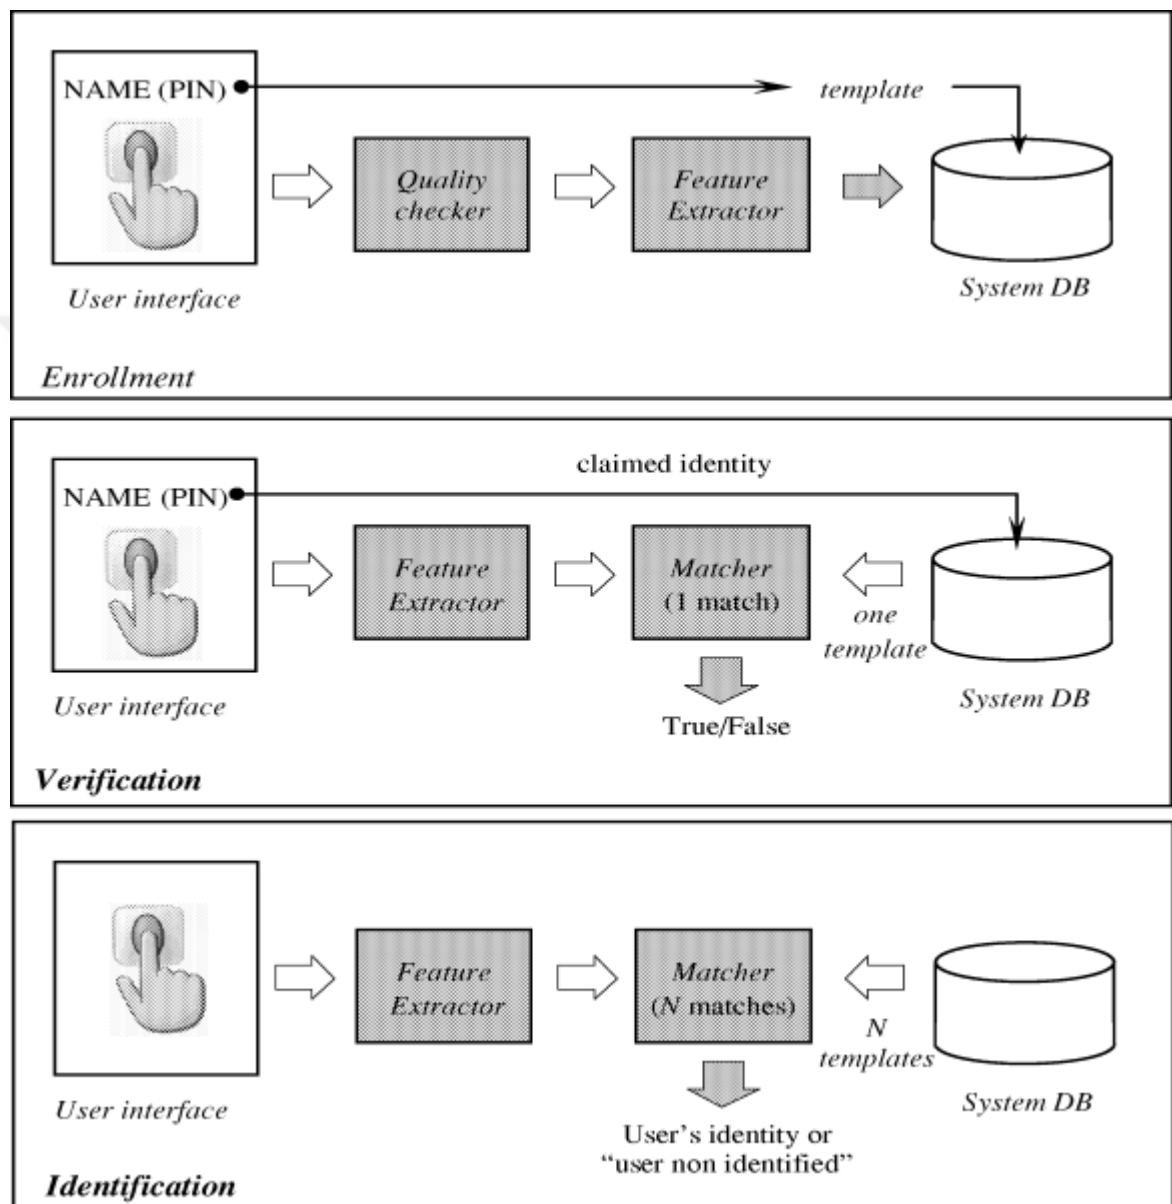 NAME (PIN)
template
Quality
checker
Feature
Extractor
User interface
System DB
Enrollment
claimed identity
NAME (PIN)
Feature
Extractor
Matcher
(1 match)
one
template
User interface
System DB
True/False
Verification
Feature
Extractor
Matcher
(N matches)
N
templates
User interface
System DB
User's identity or
“user non identified”
Identification